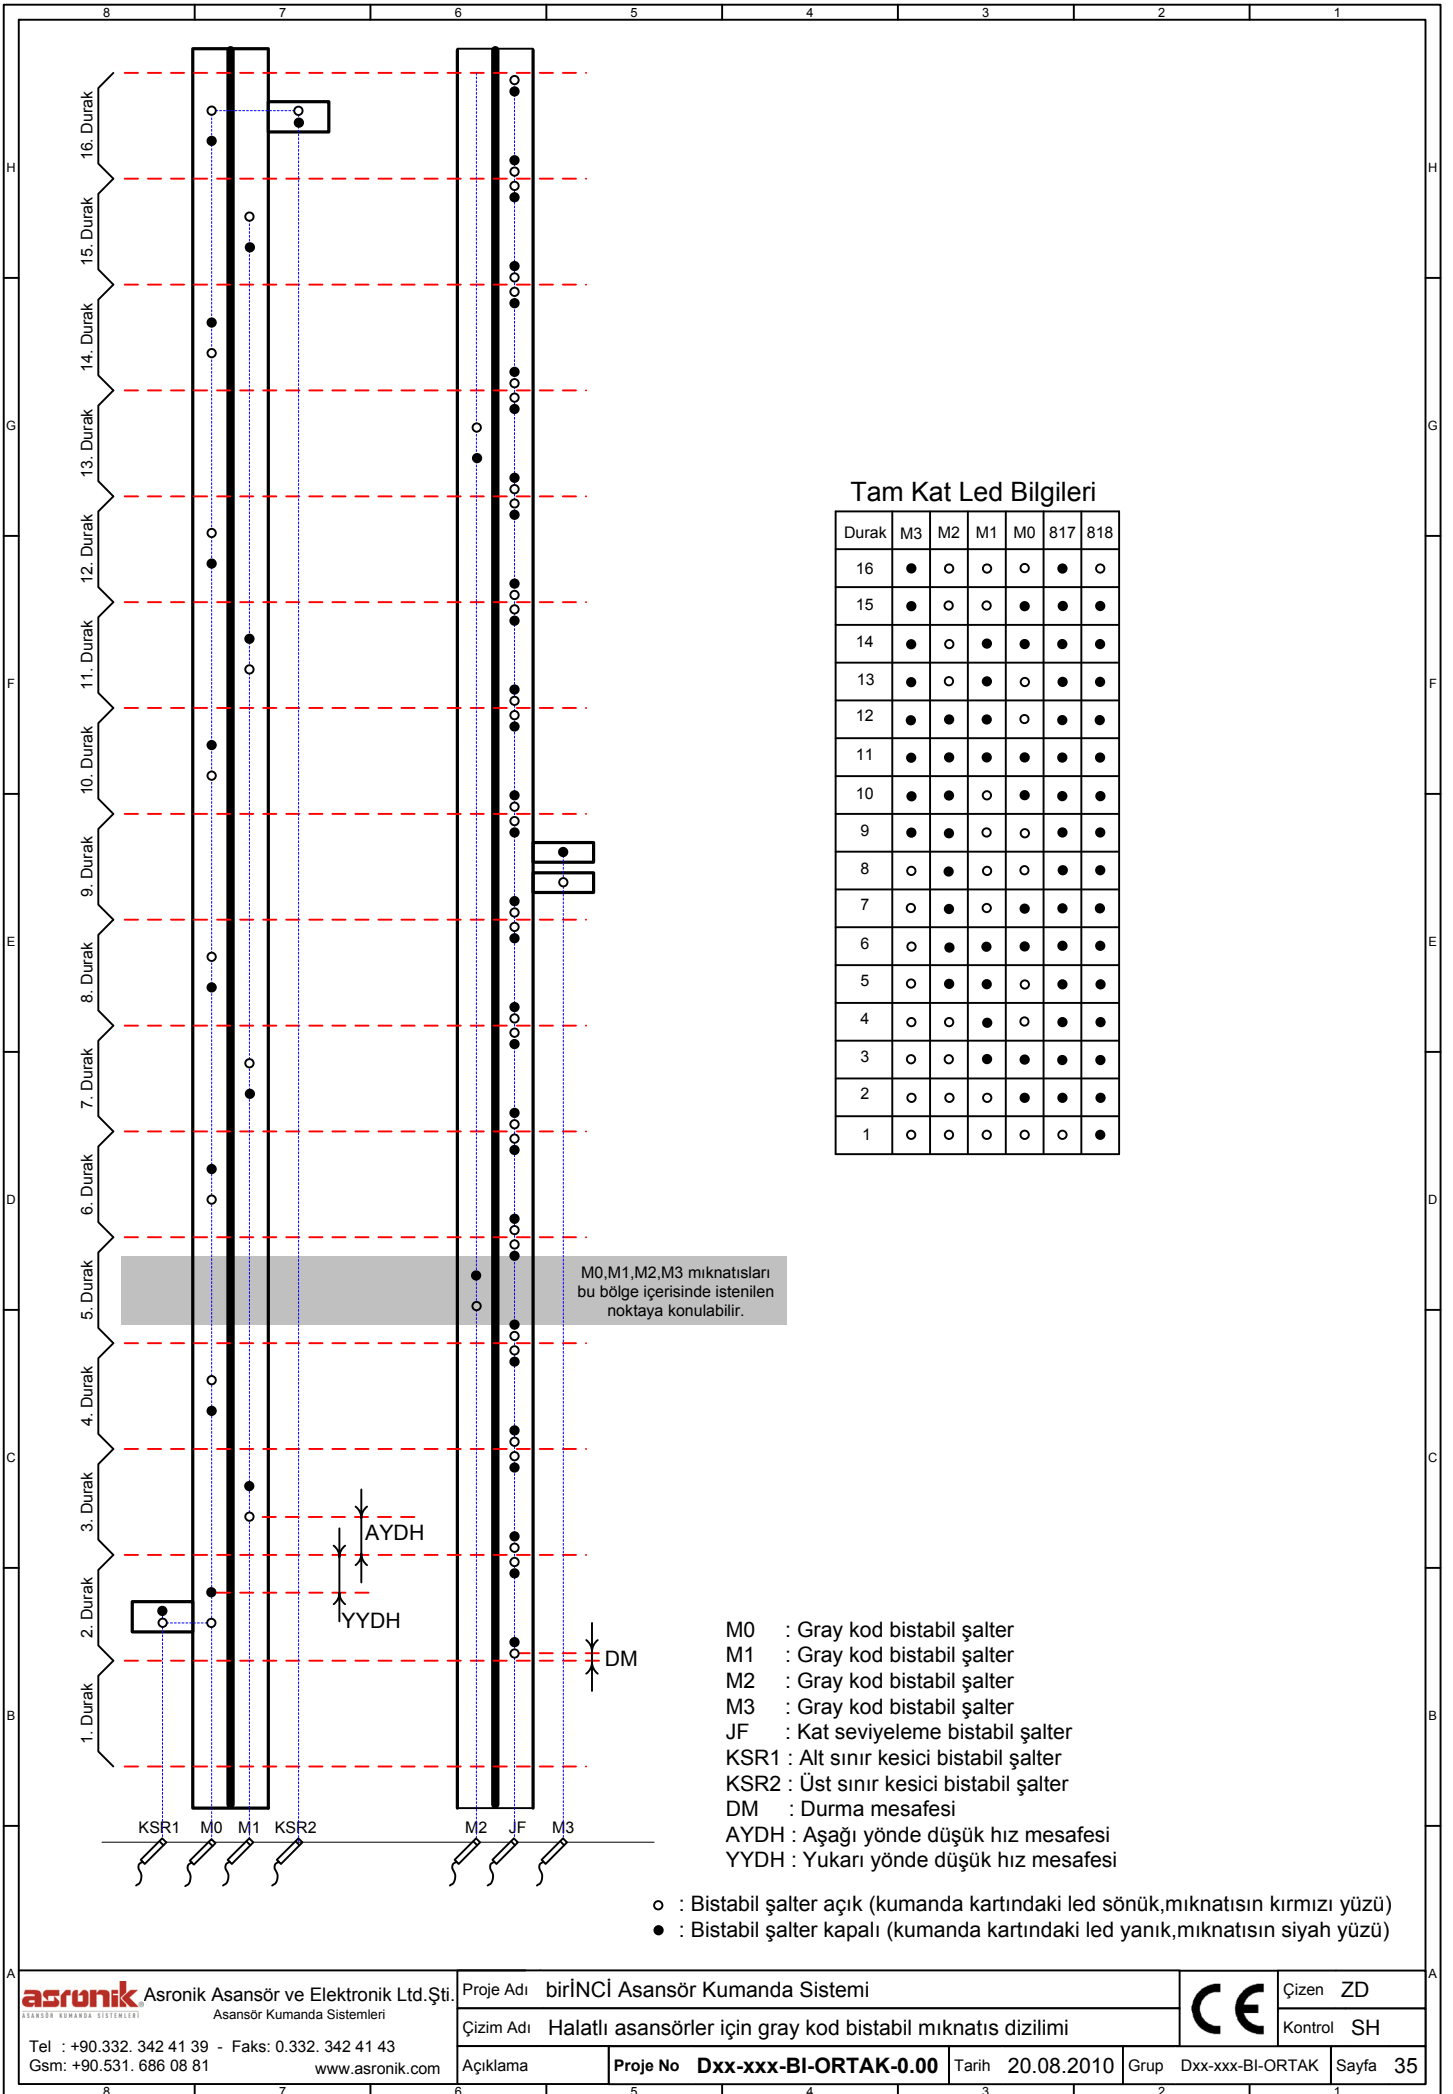 8 7 6 5 4 3 2 1
H H
G G
F F
E E
D D
C C
B B
A A
16. Durak
15. Durak
14. Durak
13. Durak
12. Durak
11. Durak
10. Durak
9. Durak
8. Durak
7. Durak
6. Durak
5. Durak
4. Durak
3. Durak
2. Durak
1. Durak
Tam Kat Led Bilgileri
Durak M3 M2 M1 M0 817 818
16 ● ○ ○ ○ ● ○
15 ● ○ ○ ● ● ●
14 ● ○ ● ● ● ●
13 ● ○ ● ○ ● ●
12 ● ● ● ○ ● ●
11 ● ● ● ● ● ●
10 ● ● ○ ● ● ●
9 ● ● ○ ○ ● ●
8 ○ ● ○ ○ ● ●
7 ○ ● ○ ● ● ●
6 ○ ● ● ● ● ●
5 ○ ● ● ○ ● ●
4 ○ ○ ● ○ ● ●
3 ○ ○ ● ● ● ●
2 ○ ○ ○ ● ● ●
1 ○ ○ ○ ○ ○ ●
M0,M1,M2,M3 mıknatısları
bu bölge içerisinde istenilen
noktaya konulabilir.
AYDH
YYDH
DM
KSR1 M0 M1 KSR2 M2 JF M3
M0 : Gray kod bistabil şalter
M1 : Gray kod bistabil şalter
M2 : Gray kod bistabil şalter
M3 : Gray kod bistabil şalter
JF : Kat seviyeleme bistabil şalter
KSR1 : Alt sınır kesici bistabil şalter
KSR2 : Üst sınır kesici bistabil şalter
DM : Durma mesafesi
AYDH : Aşağı yönde düşük hız mesafesi
YYDH : Yukarı yönde düşük hız mesafesi
○ : Bistabil şalter açık (kumanda kartındaki led sönük,mıknatısın kırmızı yüzü)
● : Bistabil şalter kapalı (kumanda kartındaki led yanık,mıknatısın siyah yüzü)
asronik Asronik Asansör ve Elektronik Ltd.Şti.
ASANSÖR KUMANDA SİSTEMLERİ Asansör Kumanda Sistemleri
Tel : +90.332. 342 41 39 - Faks: 0.332. 342 41 43
Gsm: +90.531. 686 08 81 www.asronik.com
Proje Adı birİNCİ Asansör Kumanda Sistemi
Çizim Adı Halatlı asansörler için gray kod bistabil mıknatıs dizilimi
CE
Çizen ZD
Kontrol SH
Açıklama Proje No Dxx-xxx-BI-ORTAK-0.00 Tarih 20.08.2010 Grup Dxx-xxx-BI-ORTAK Sayfa 35
8 7 6 5 4 3 2 1